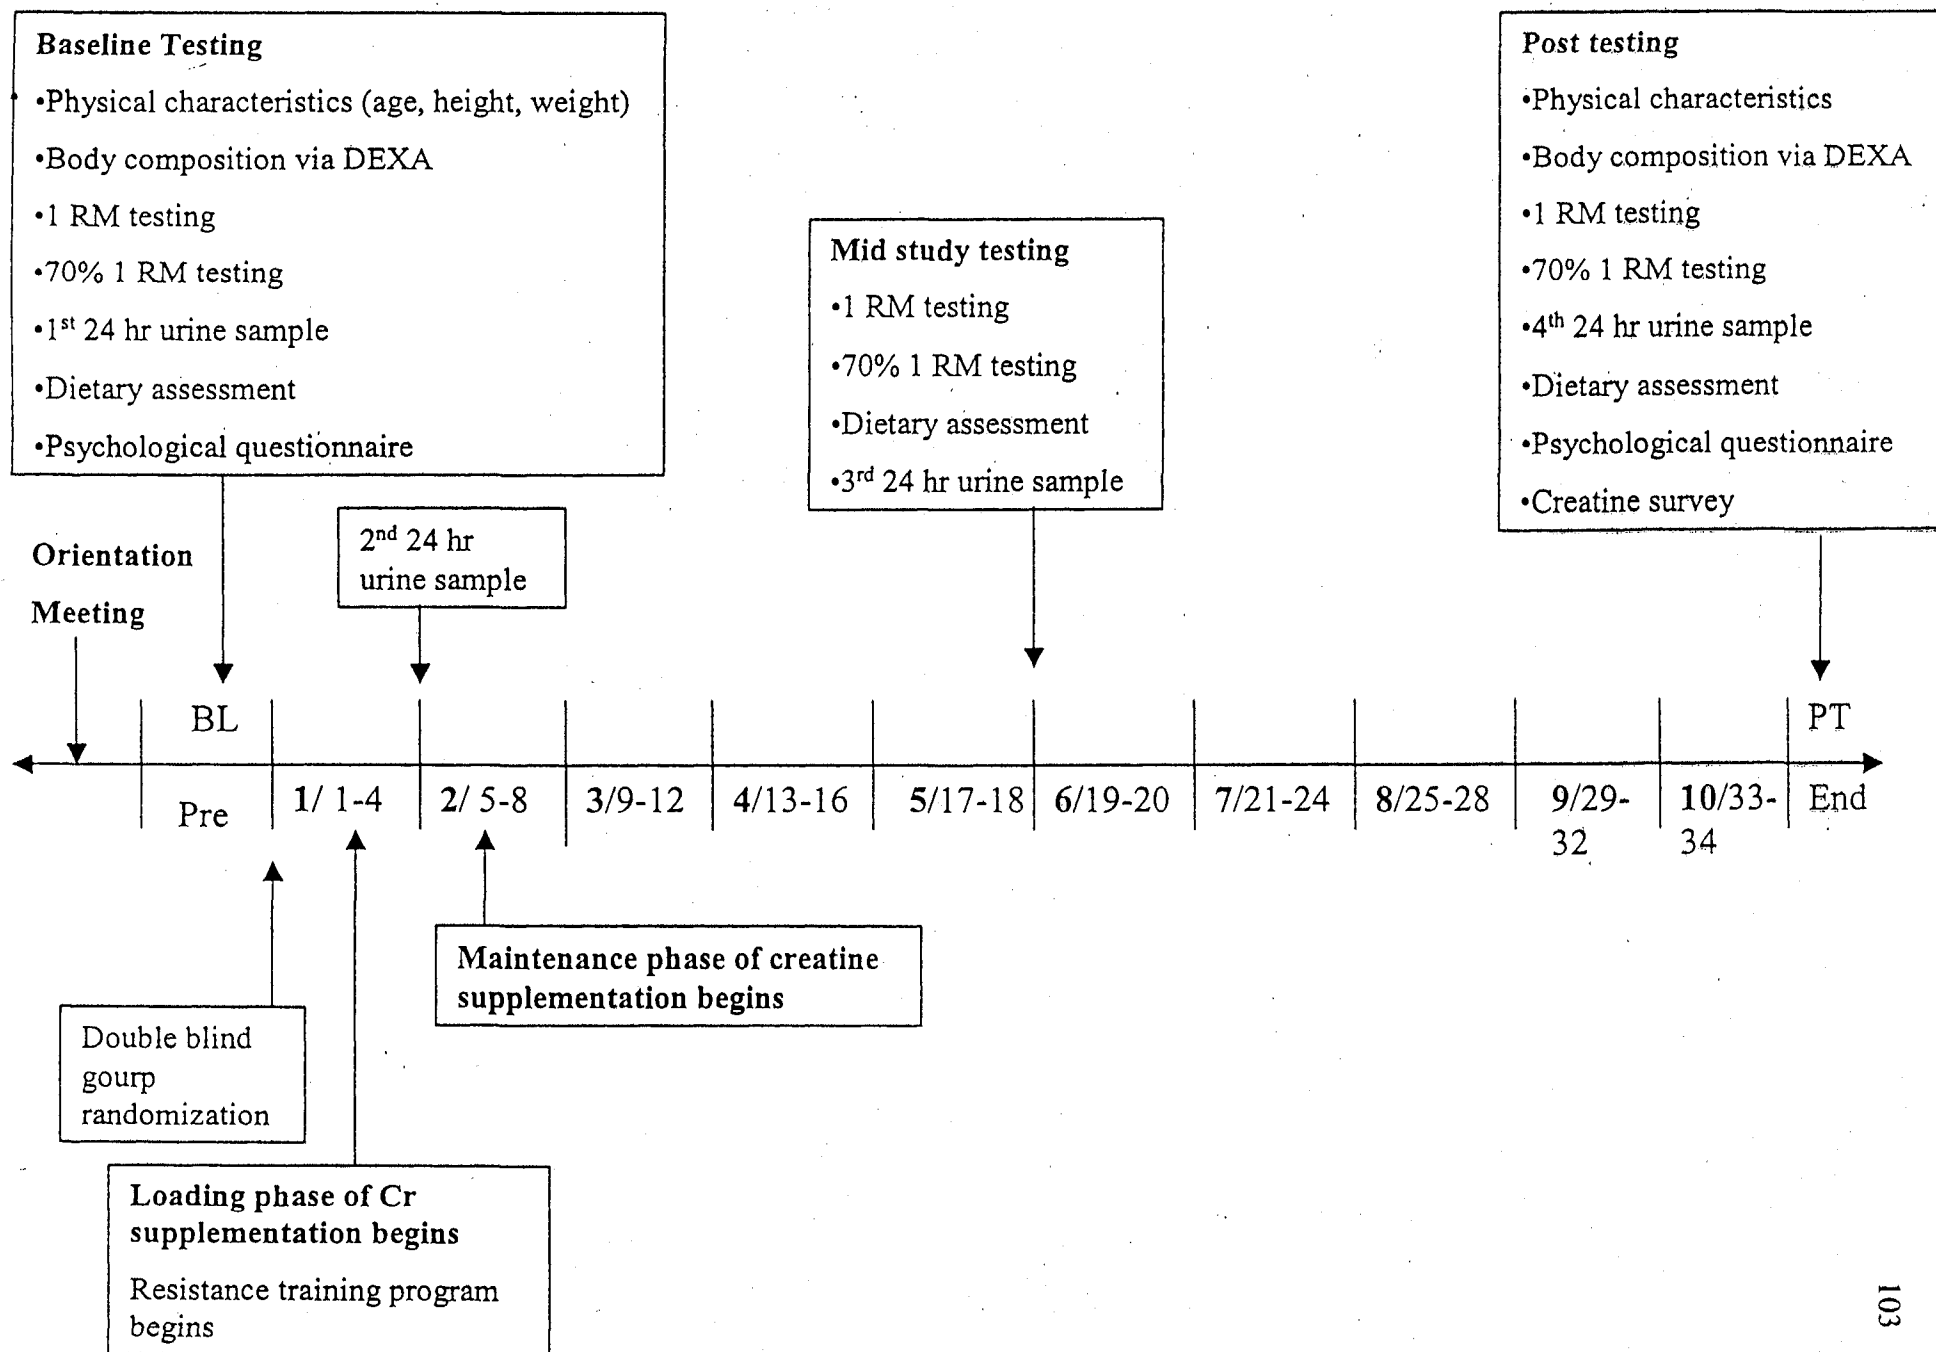 Baseline Testing
•Physical characteristics (age, height, weight)
•Body composition via DEXA
•1 RM testing
•70% 1 RM testing
•1st 24 hr urine sample
•Dietary assessment
•Psychological questionnaire
Post testing
•Physical characteristics
•Body composition via DEXA
•1 RM testing
•70% 1 RM testing
•4th 24 hr urine sample
•Dietary assessment
•Psychological questionnaire
•Creatine survey
Mid study testing
•1 RM testing
•70% 1 RM testing
•Dietary assessment
•3rd 24 hr urine sample
Orientation
Meeting
2nd 24 hr
urine sample
BL
PT
Pre
1/ 1-4
2/ 5-8
3/9-12
4/13-16
5/17-18
6/19-20
7/21-24
8/25-28
9/29-
32
10/33-
34
End
Maintenance phase of creatine
supplementation begins
Double blind
gourp
randomization
Loading phase of Cr
supplementation begins
Resistance training program
begins
103